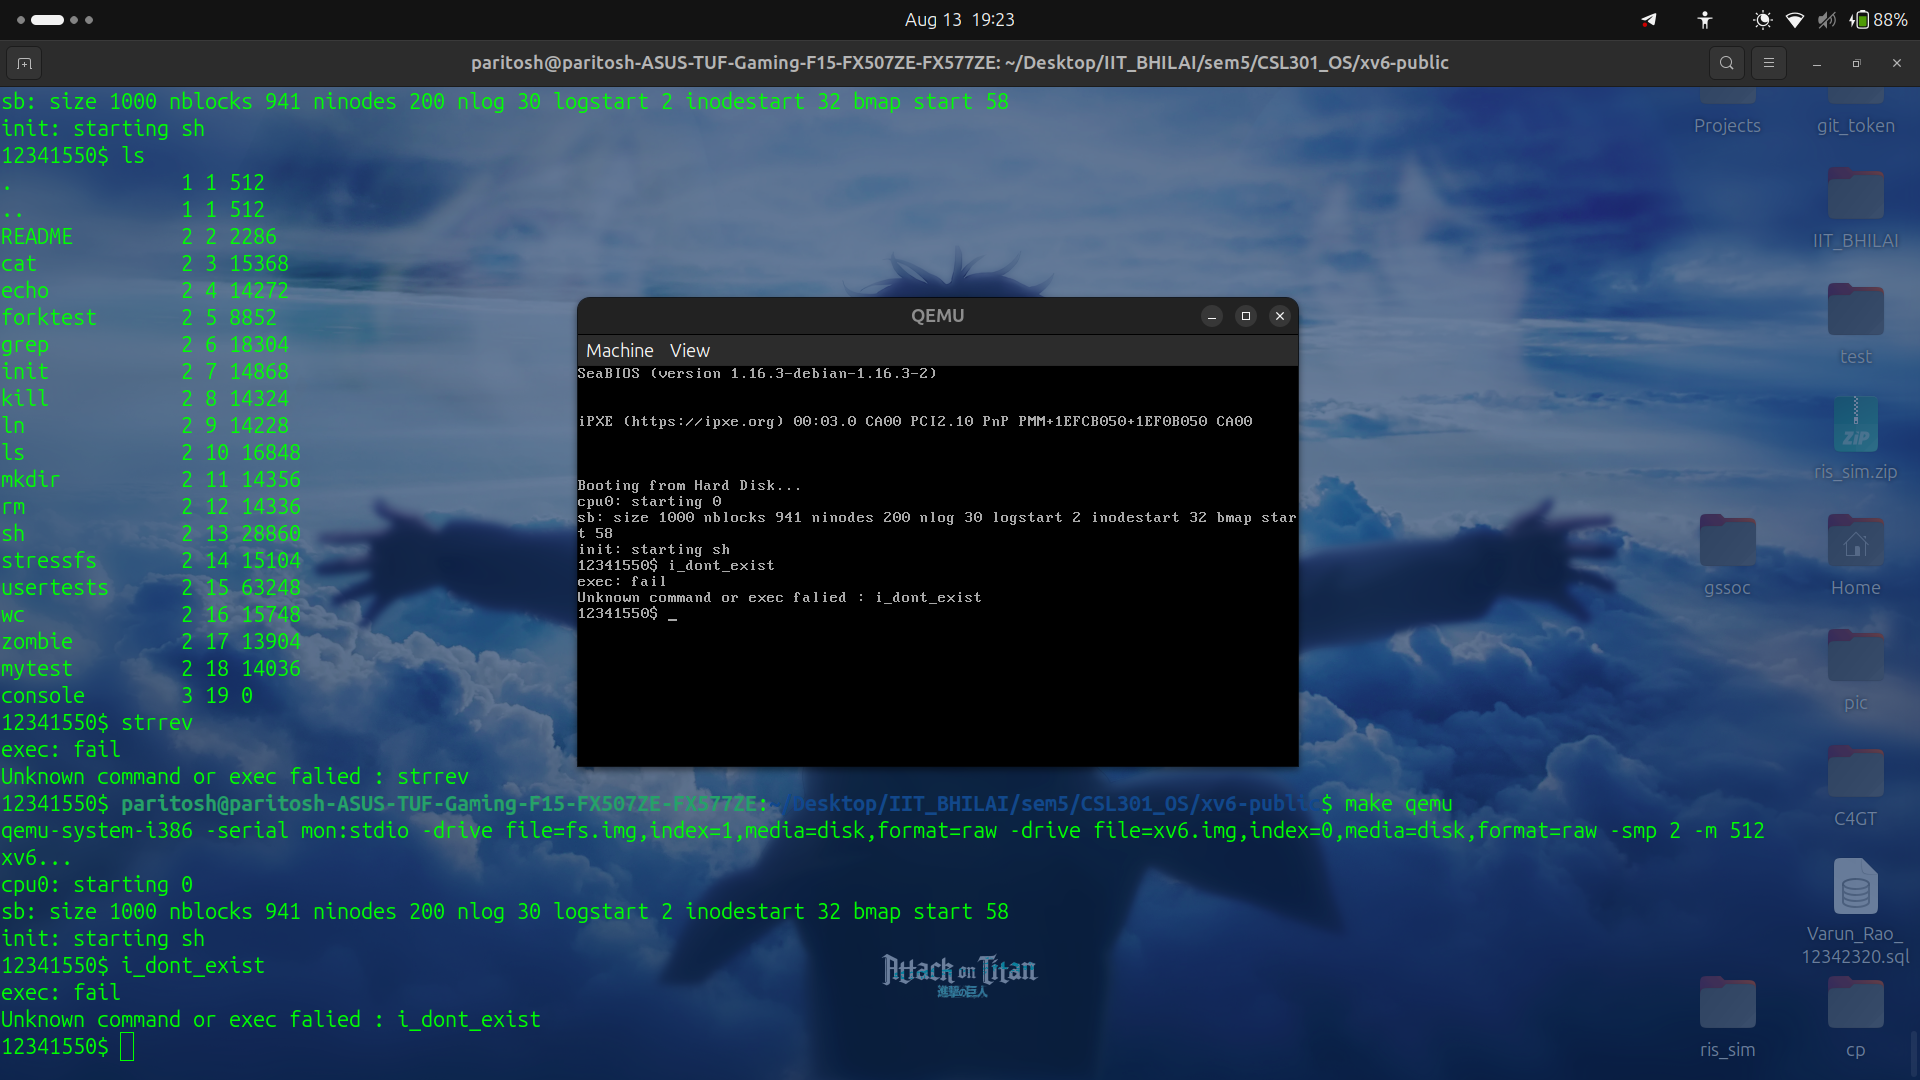 Aug 13 19:23
88%
paritosh@paritosh-ASUS-TUF-Gaming-F15-FX507ZE-FX577ZE: ~/Desktop/IIT_BHILAI/sem5/CSL301_OS/xv6-public
sb: size 1000 nblocks 941 ninodes 200 nlog 30 logstart 2 inodestart 32 bmap start 58
init: starting sh
12341550$ ls
. 1 1 512
.. 1 1 512
README 2 2 2286
cat 2 3 15368
echo 2 4 14272
forktest 2 5 8852
grep 2 6 18304
init 2 7 14868
kill 2 8 14324
ln 2 9 14228
ls 2 10 16848
mkdir 2 11 14356
rm 2 12 14336
sh 2 13 28860
stressfs 2 14 15104
usertests 2 15 63248
wc 2 16 15748
zombie 2 17 13904
mytest 2 18 14036
console 3 19 0
12341550$ strrev
exec: fail
Unknown command or exec falied : strrev
12341550$ paritosh@paritosh-ASUS-TUF-Gaming-F15-FX507ZE-FX577ZE:~/Desktop/IIT_BHILAI/sem5/CSL301_OS/xv6-public$ make qemu
qemu-system-i386 -serial mon:stdio -drive file=fs.img,index=1,media=disk,format=raw -drive file=xv6.img,index=0,media=disk,format=raw -smp 2 -m 512
xv6...
cpu0: starting 0
sb: size 1000 nblocks 941 ninodes 200 nlog 30 logstart 2 inodestart 32 bmap start 58
init: starting sh
12341550$ i_dont_exist
exec: fail
Unknown command or exec falied : i_dont_exist
12341550$
QEMU
Machine View
SeaBIOS (version 1.16.3-debian-1.16.3-2)
iPXE (https://ipxe.org) 00:03.0 CA00 PCI2.10 PnP PMM+1EFCB050+1EF0B050 CA00
Booting from Hard Disk...
cpu0: starting 0
sb: size 1000 nblocks 941 ninodes 200 nlog 30 logstart 2 inodestart 32 bmap star
t 58
init: starting sh
12341550$ i_dont_exist
exec: fail
Unknown command or exec falied : i_dont_exist
12341550$ _
Attack on Titan
進撃の巨人
Projects
git_token
IIT_BHILAI
test
ZIP
ris_sim.zip
gssoc
Home
pic
C4GT
Varun_Rao_
12342320.sql
ris_sim
cp